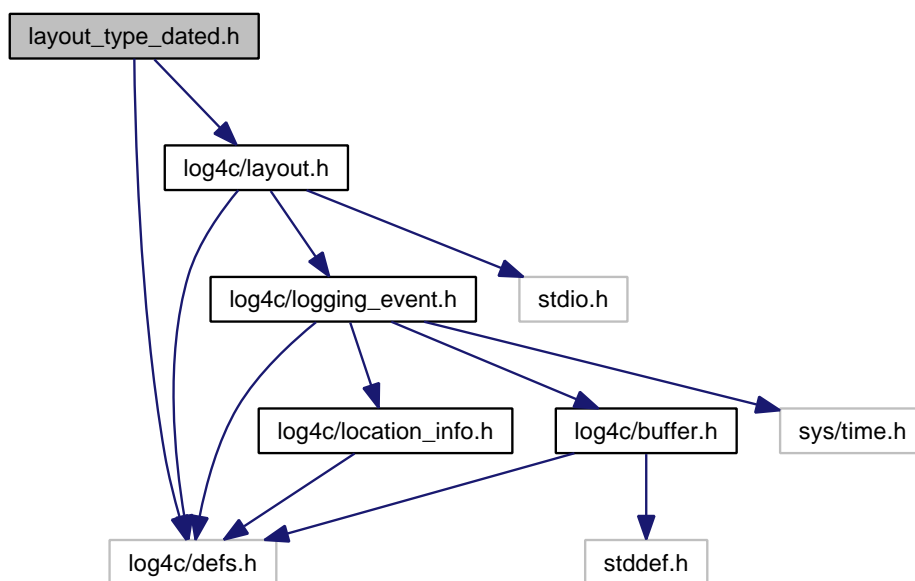 layout_type_dated.h
log4c/layout.h
log4c/logging_event.h
stdio.h
log4c/location_info.h
log4c/buffer.h
sys/time.h
log4c/defs.h
stddef.h